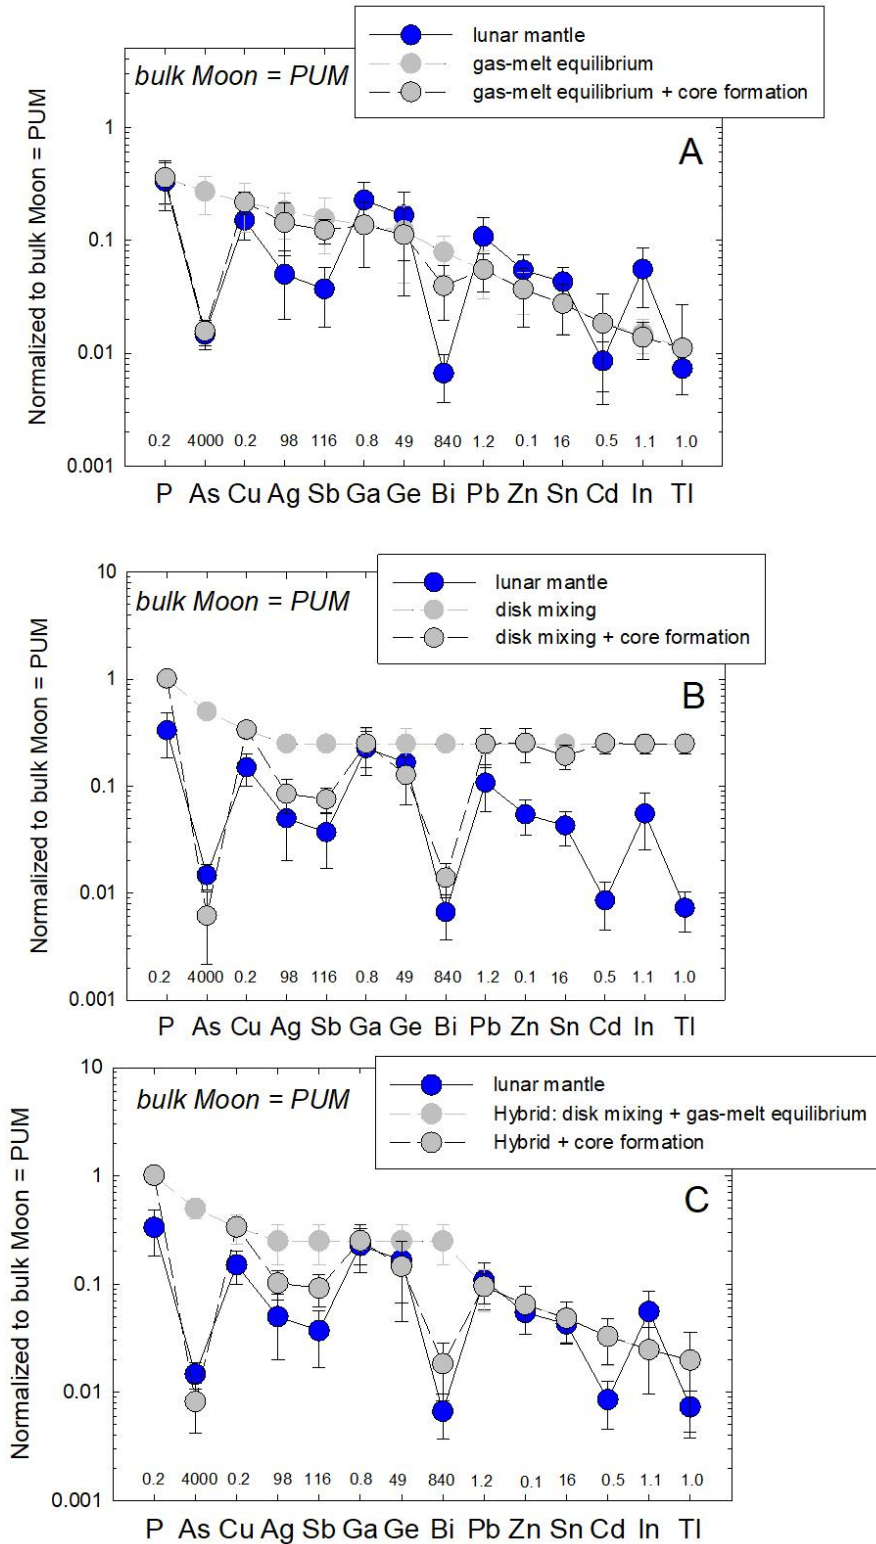 lunar mantle
gas-melt equilibrium
gas-melt equilibrium + core formation
bulk Moon = PUM
A
Normalized to bulk Moon = PUM
1
0.1
0.01
0.001
0.2 4000 0.2 98 116 0.8 49 840 1.2 0.1 16 0.5 1.1 1.0
P As Cu Ag Sb Ga Ge Bi Pb Zn Sn Cd In Tl
lunar mantle
disk mixing
disk mixing + core formation
bulk Moon = PUM
B
Normalized to bulk Moon = PUM
10
1
0.1
0.01
0.001
0.2 4000 0.2 98 116 0.8 49 840 1.2 0.1 16 0.5 1.1 1.0
P As Cu Ag Sb Ga Ge Bi Pb Zn Sn Cd In Tl
lunar mantle
Hybrid: disk mixing + gas-melt equilibrium
Hybrid + core formation
bulk Moon = PUM
C
Normalized to bulk Moon = PUM
10
1
0.1
0.01
0.001
0.2 4000 0.2 98 116 0.8 49 840 1.2 0.1 16 0.5 1.1 1.0
P As Cu Ag Sb Ga Ge Bi Pb Zn Sn Cd In Tl